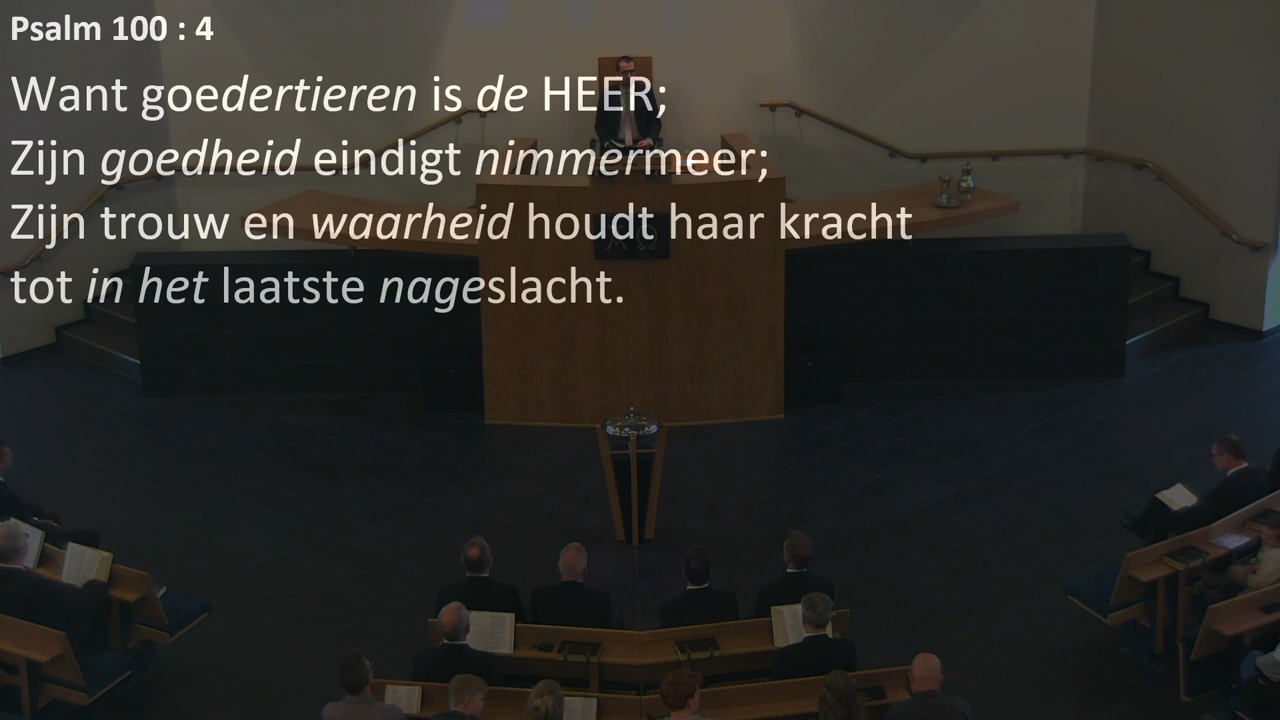 Psalm 100 : 4
Want goedertieren is de HEER;
Zijn goedheid eindigt nimmermeer;
Zijn trouw en waarheid houdt haar kracht
tot in het laatste nageslacht.